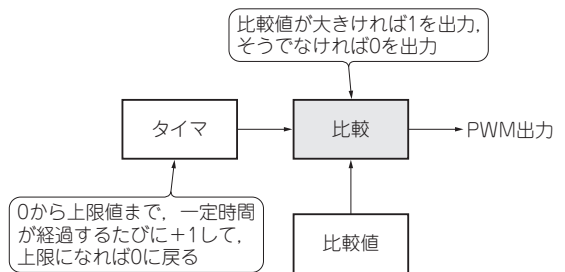 比較値が大きければ1を出力,
そうでなければ0を出力
タイマ
比較
PWM出力
0から上限値まで，一定時間
が経過するたびに＋1して,
上限になれば0に戻る
比較値